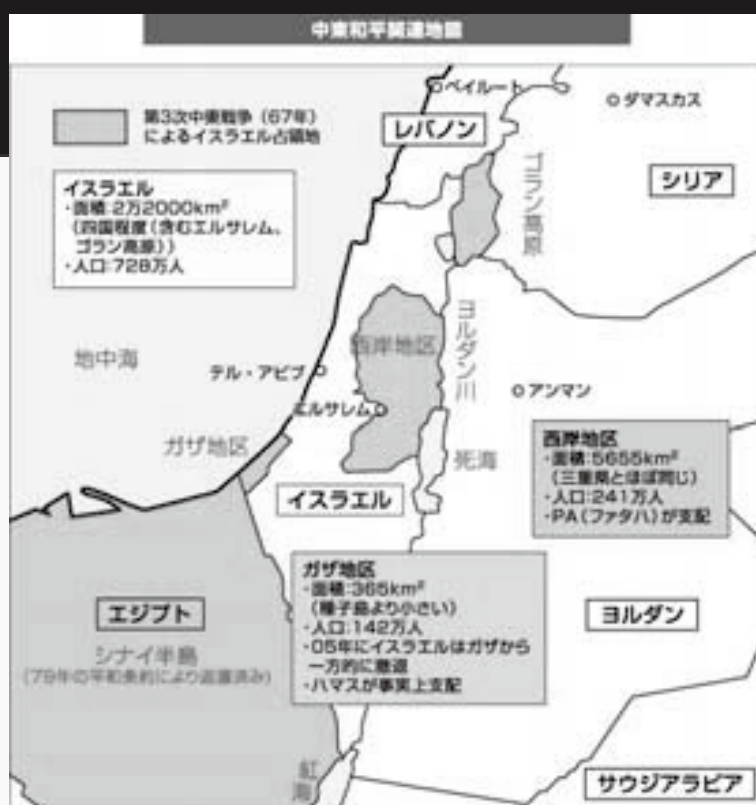 中東和平関連地図
ベイルート
ダマスカス
第3次中東戦争(67年)
によるイスラエル占領地
レバノン
シリア
ゴラン高原
イスラエル
・面積:2万2000km²
(四国程度(含むエルサレム、
ゴラン高原))
・人口:728万人
地中海
西岸地区
ヨルダン川
テル・アビブ
アンマン
エルサレム
ガザ地区
死海
西岸地区
・面積:5655km²
(三重県とほぼ同じ)
・人口:241万人
・PA(ファタハ)が支配
イスラエル
ガザ地区
・面積:365km²
(種子島より小さい)
・人口:142万人
・05年にイスラエルはガザから
一方的に撤退
・ハマスが事実上支配
エジプト
シナイ半島
(79年の平和条約により返還済み)
ヨルダン
紅海
サウジアラビア